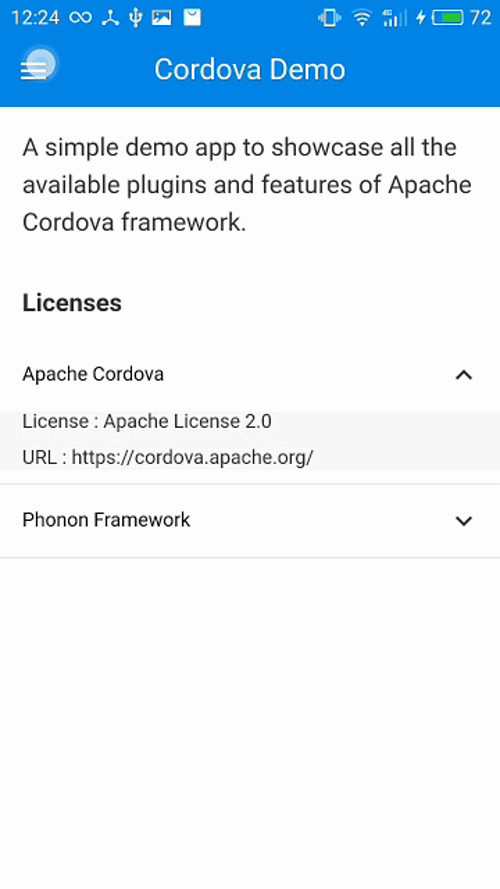 12:24 72
Cordova Demo
A simple demo app to showcase all the
available plugins and features of Apache
Cordova framework.
Licenses
Apache Cordova
License : Apache License 2.0
URL : https://cordova.apache.org/
Phonon Framework